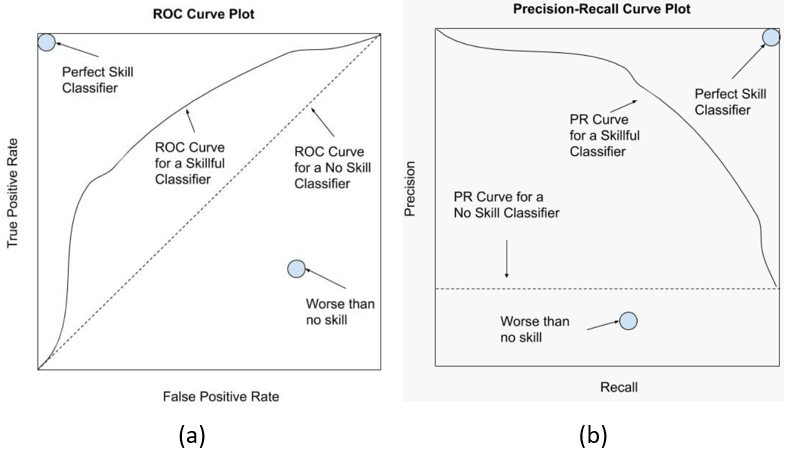 ROC Curve Plot
Perfect Skill
Classifier
ROC Curve
for a Skillful
Classifier
ROC Curve
for a No Skill
Classifier
Worse than
no skill
True Positive Rate
False Positive Rate
(a)
Precision-Recall Curve Plot
Perfect Skill
Classifier
PR Curve
for a Skillful
Classifier
PR Curve for a
No Skill Classifier
Worse than
no skill
Precision
Recall
(b)